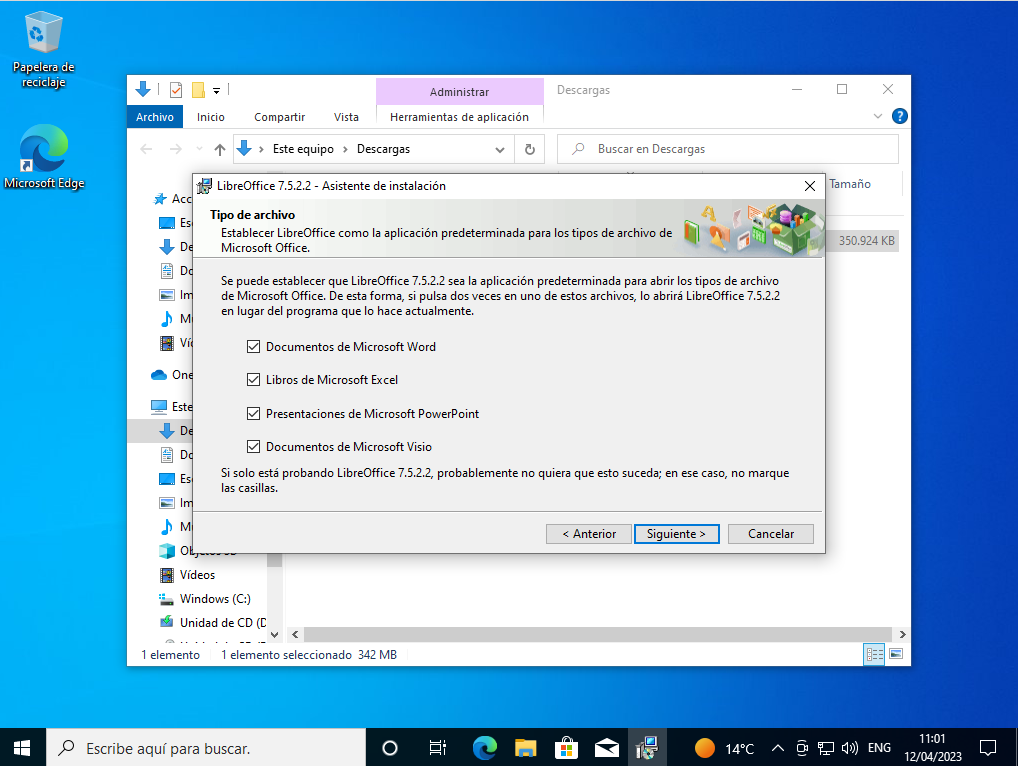 Papelera de
reciclaje
Microsoft Edge
Administrar
Descargas
Archivo
Inicio
Compartir
Vista
Herramientas de aplicación
?
Este equipo
Descargas
Buscar en Descargas
Tamaño
350.924 KB
LibreOffice 7.5.2.2 - Asistente de instalación
Tipo de archivo
Establecer LibreOffice como la aplicación predeterminada para los tipos de archivo de
Microsoft Office.
Se puede establecer que LibreOffice 7.5.2.2 sea la aplicación predeterminada para abrir los tipos de archivo
de Microsoft Office. De esta forma, si pulsa dos veces en uno de estos archivos, lo abrirá LibreOffice 7.5.2.2
en lugar del programa que lo hace actualmente.
Documentos de Microsoft Word
Libros de Microsoft Excel
Presentaciones de Microsoft PowerPoint
Documentos de Microsoft Visio
Si solo está probando LibreOffice 7.5.2.2, probablemente no quiera que esto suceda; en ese caso, no marque
las casillas.
< Anterior
Siguiente >
Cancelar
Acc
Es
De
Do
Im
M
Ví
One
Este
De
Do
Es
Im
M
Vídeos
Windows (C:)
Unidad de CD (D
1 elemento
1 elemento seleccionado 342 MB
Escribe aquí para buscar.
14°C
ENG
11:01
12/04/2023